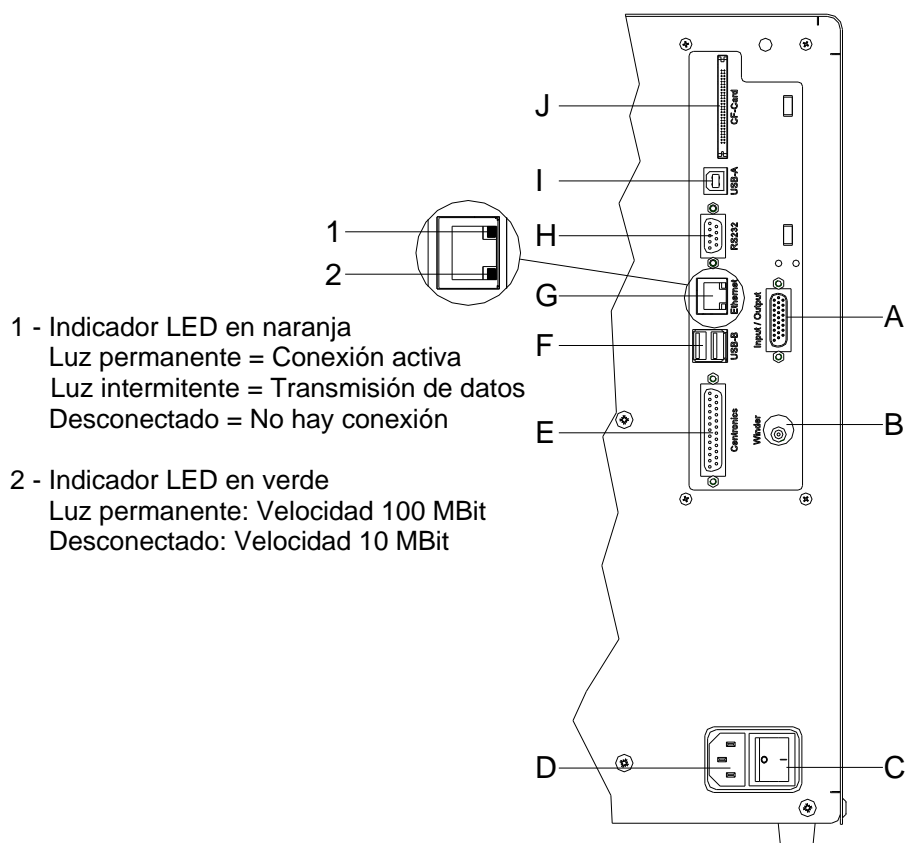 J
CF-Card
I
USB-A
1
H
RS232
2
G
Ethernet
Input / Output
A
1 - Indicador LED en naranja
Luz permanente = Conexión activa
Luz intermitente = Transmisión de datos
Desconectado = No hay conexión
F
USB-B
E
Centronics
Winder
B
2 - Indicador LED en verde
Luz permanente: Velocidad 100 MBit
Desconectado: Velocidad 10 MBit
D
C